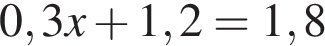 0,3x + 1,2 = 1,8